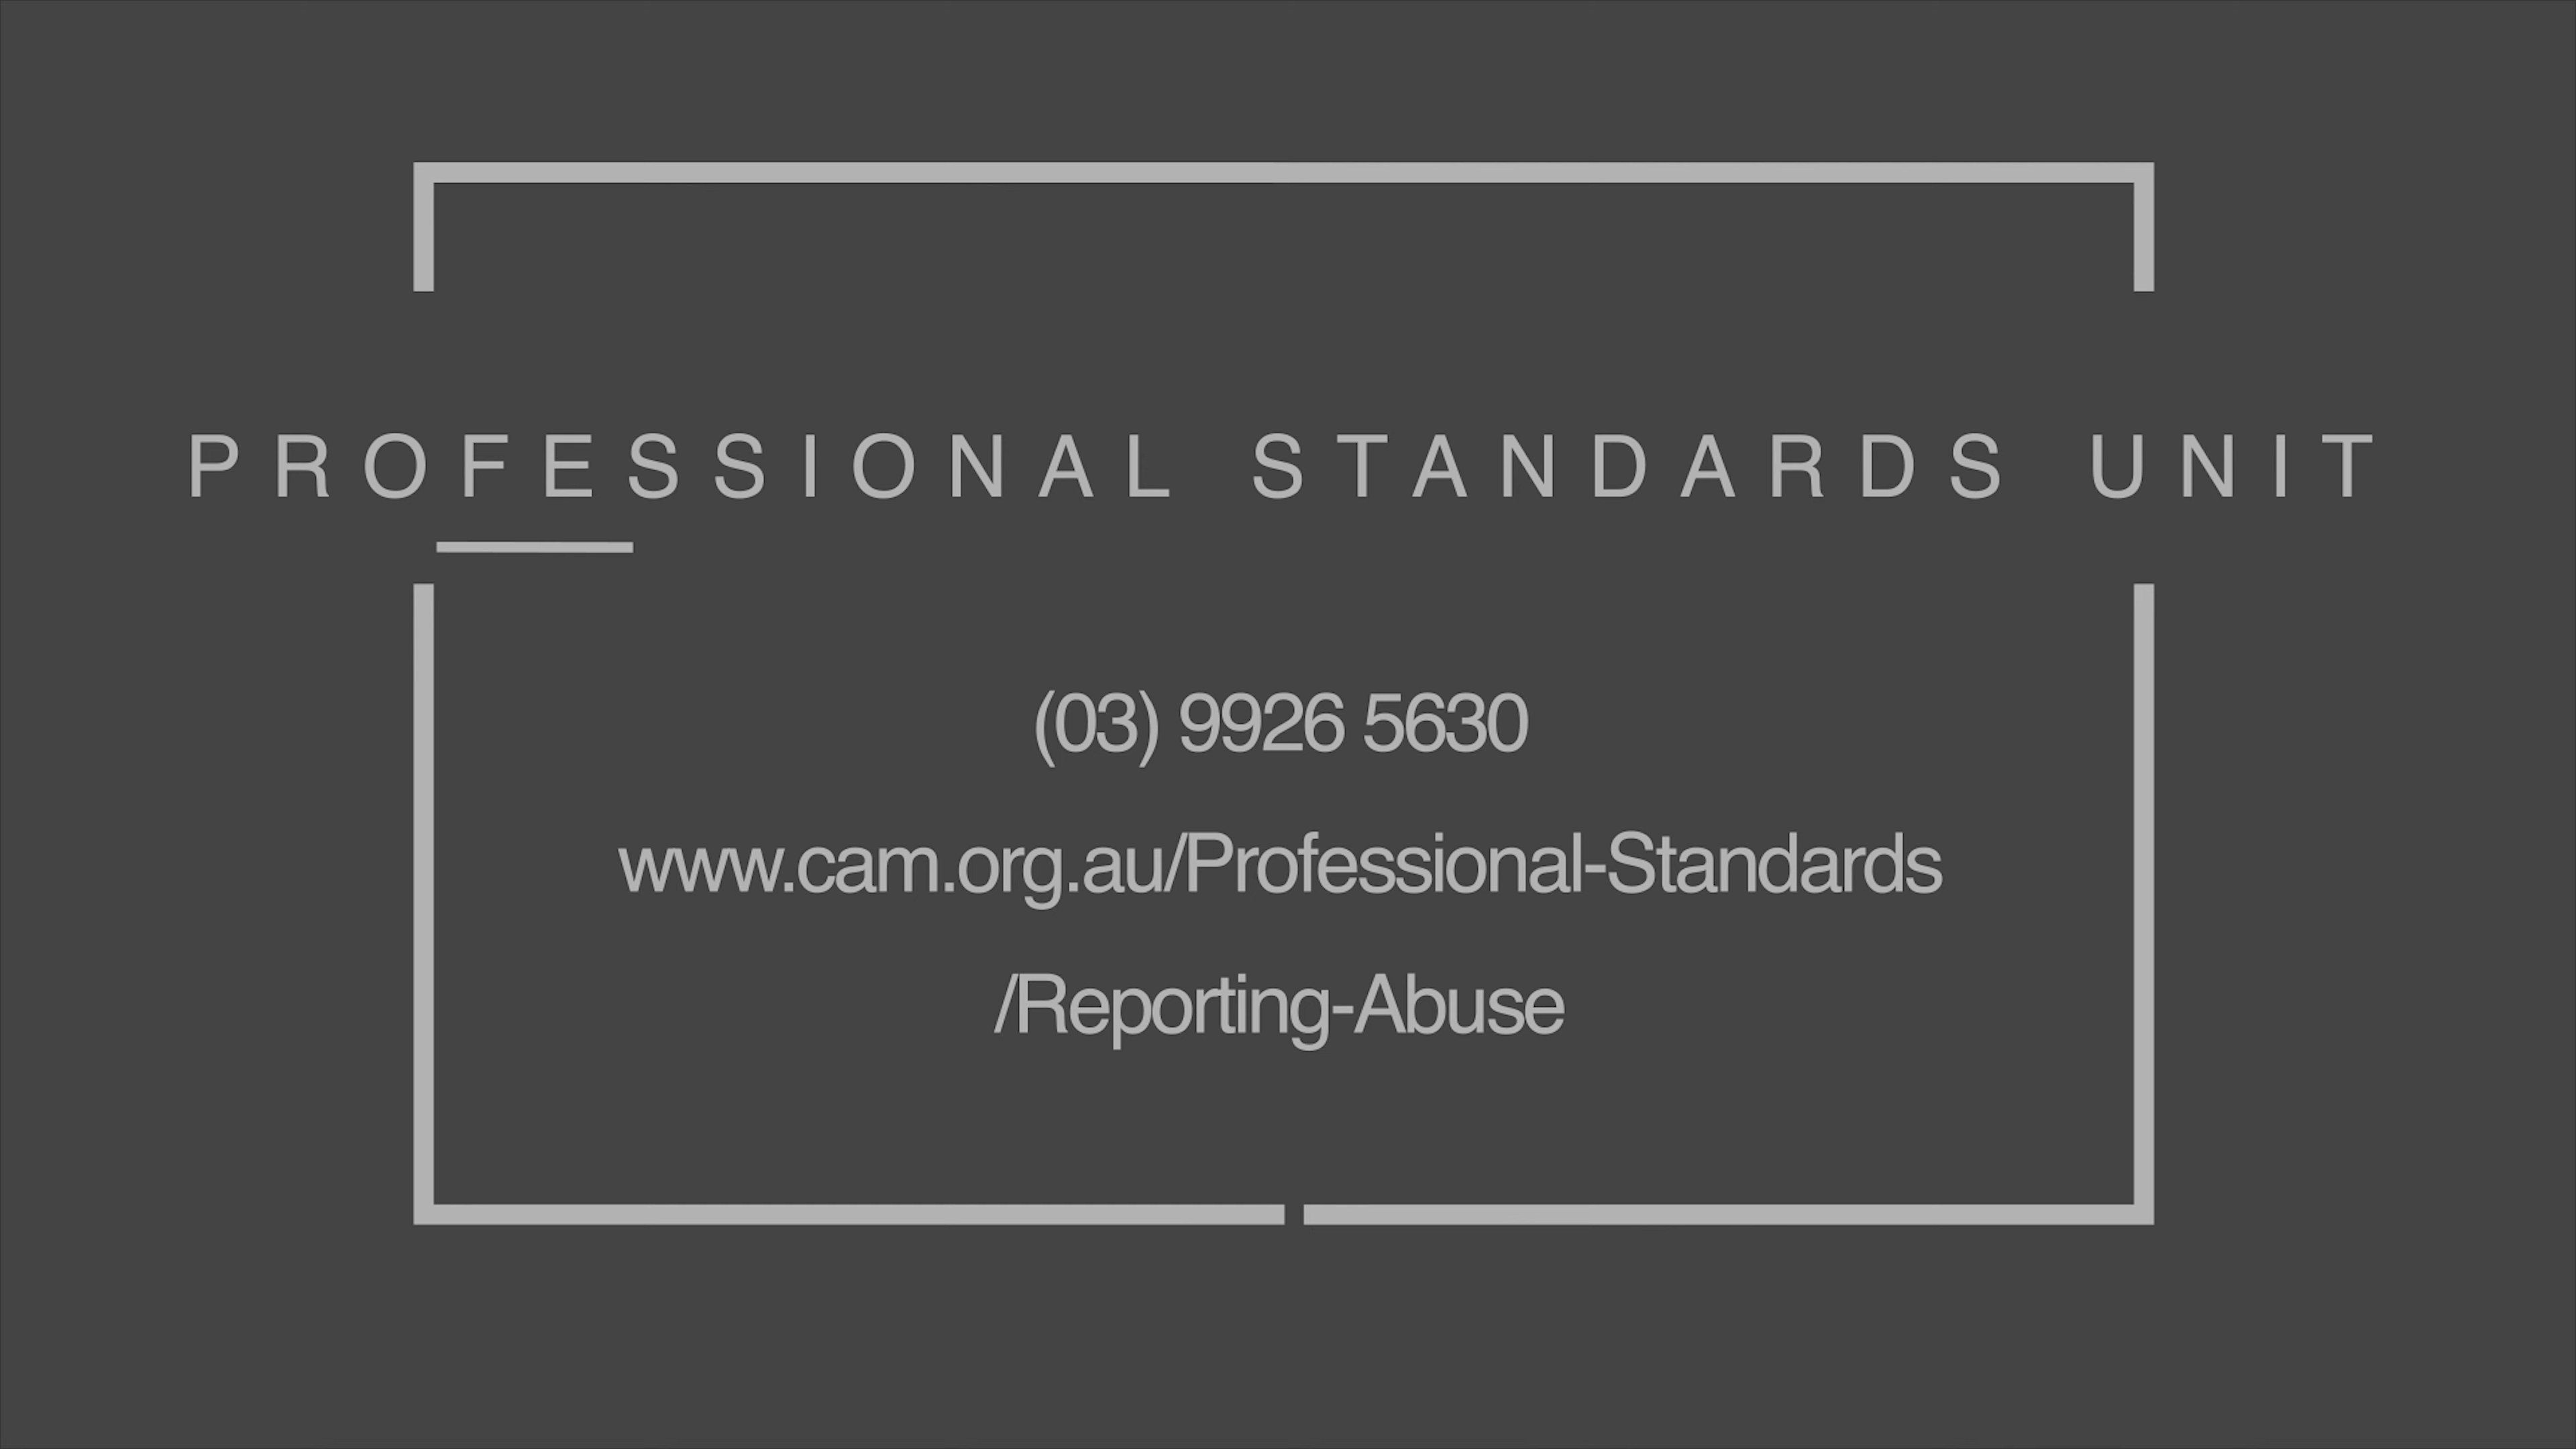 PROFESSIONAL STANDARDS UNIT
(03) 9926 5630
www.cam.org.au/Professional-Standards
/Reporting-Abuse